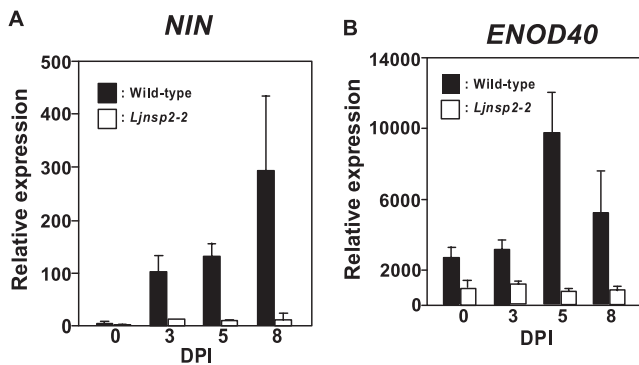 A
NIN
Relative expression
500
400
300
200
100
0
: Wild-type
: Ljnsp2-2
0 3 5 8
DPI
B
ENOD40
Relative expression
14000
10000
6000
2000
0
: Wild-type
: Ljnsp2-2
0 3 5 8
DPI